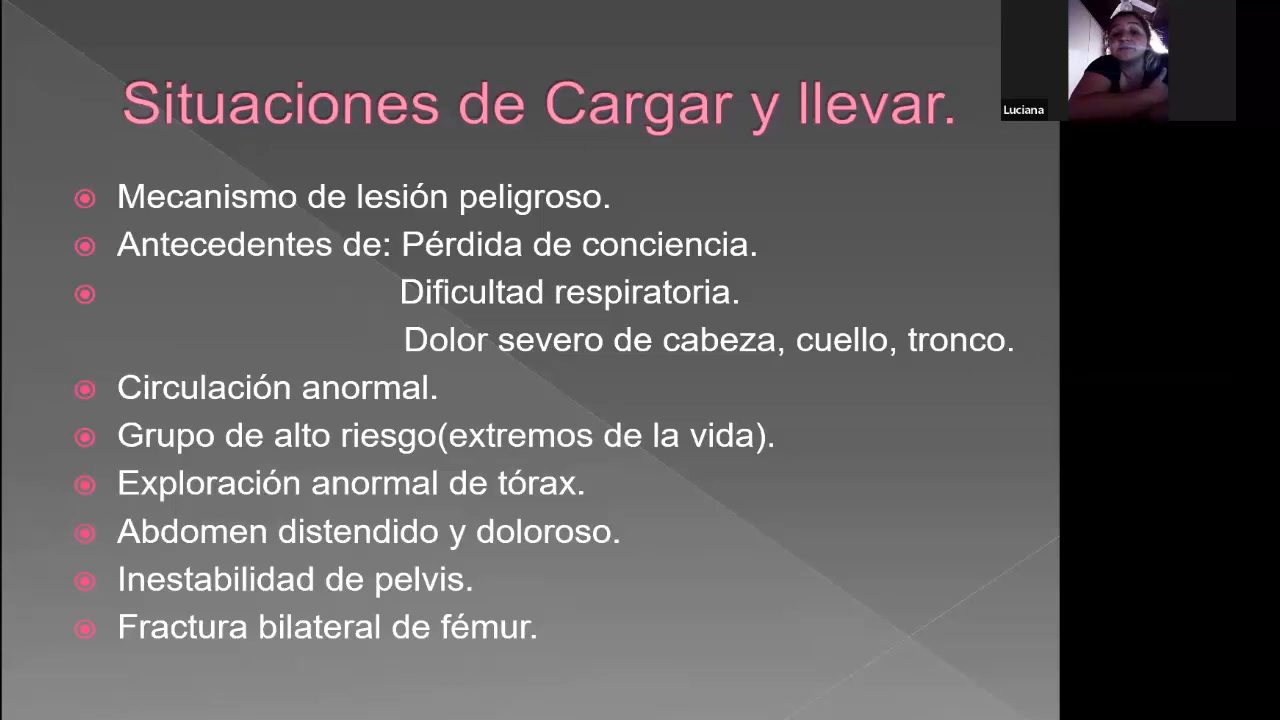 Situaciones de Cargar y llevar.
Luciana
Mecanismo de lesión peligroso.
Antecedentes de: Pérdida de conciencia.
Dificultad respiratoria.
Dolor severo de cabeza, cuello, tronco.
Circulación anormal.
Grupo de alto riesgo(extremos de la vida).
Exploración anormal de tórax.
Abdomen distendido y doloroso.
Inestabilidad de pelvis.
Fractura bilateral de fémur.